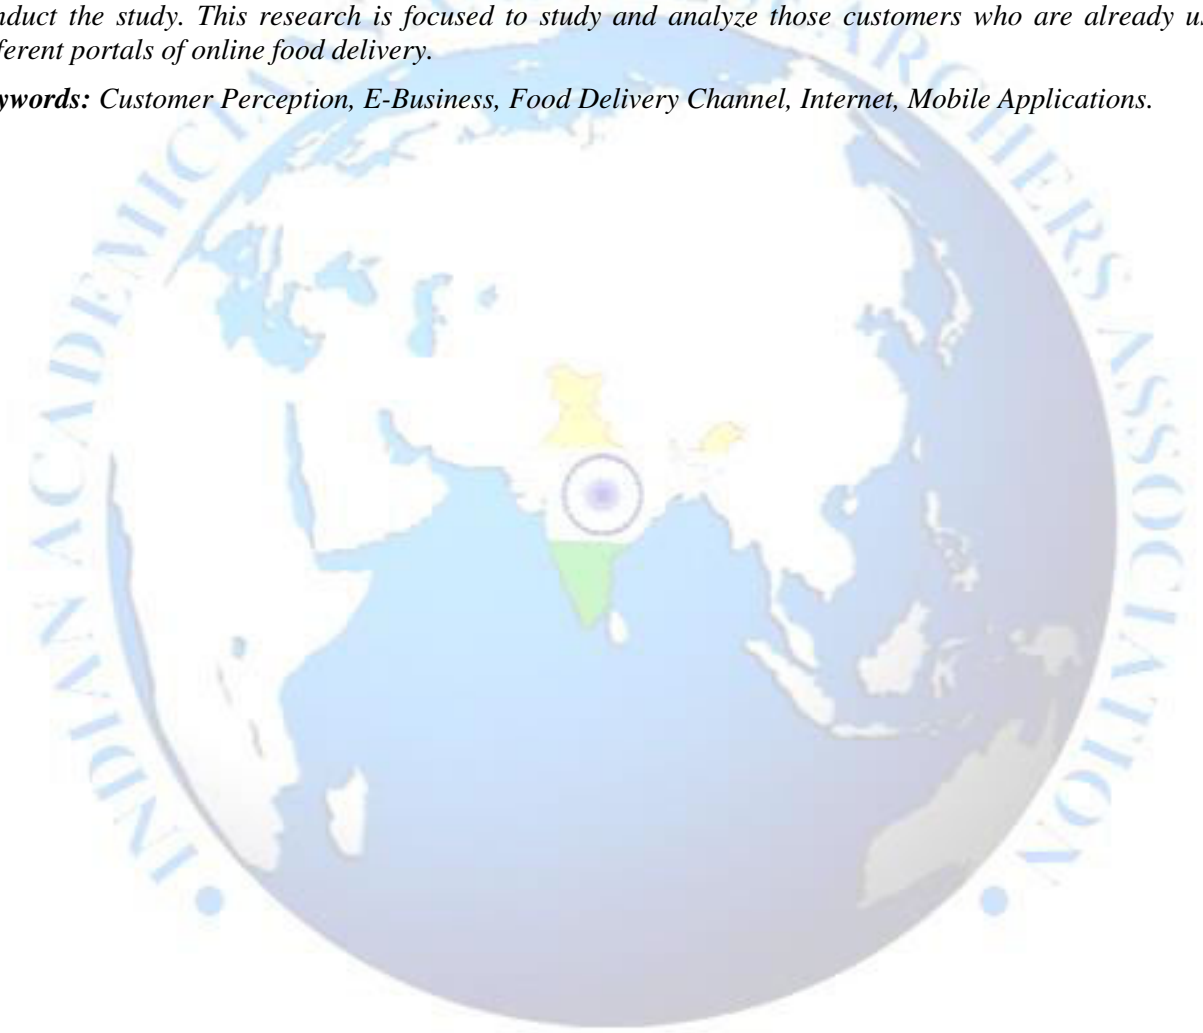 nduct the study. This research is focused to study and analyze those customers who are already us
ferent portals of online food delivery.
ywords: Customer Perception, E-Business, Food Delivery Channel, Internet, Mobile Applications.
INDIAN ACADEMICIANS RESEARCHERS ASSOCIATION